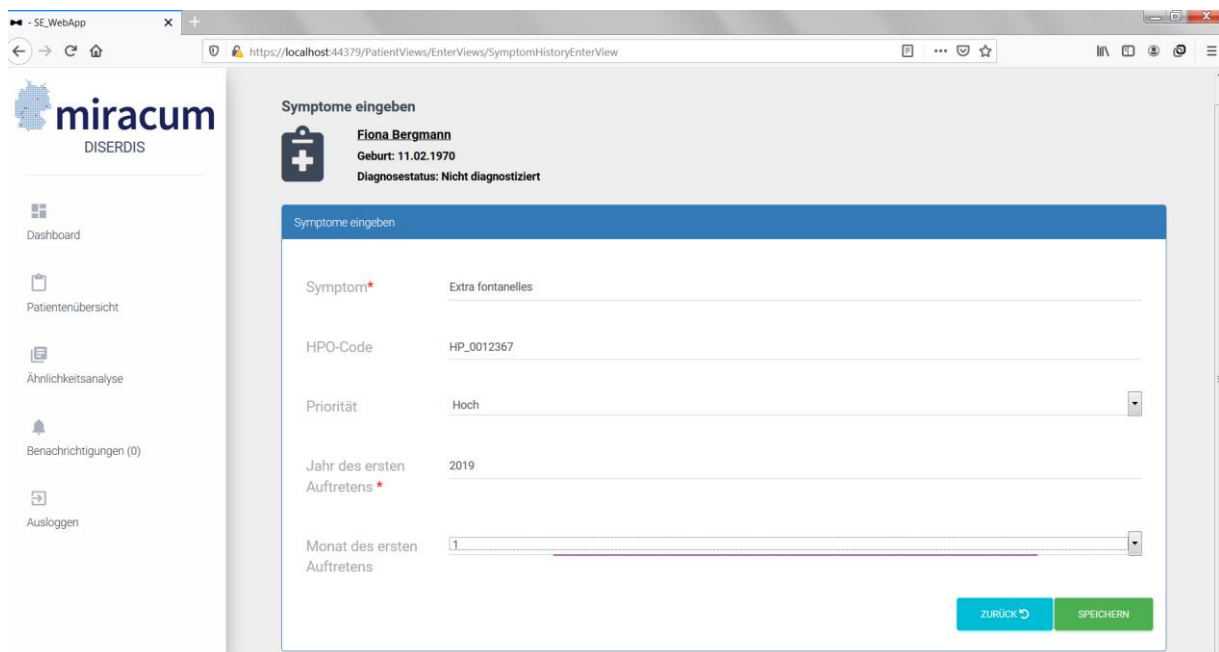 - SE_WebApp
https://localhost:44379/PatientViews/EnterViews/SymptomHistoryEnterView
miracum
DISERDIS
Dashboard
Patientenübersicht
Ähnlichkeitsanalyse
Benachrichtigungen (0)
Ausloggen
Symptome eingeben
Fiona Bergmann
Geburt: 11.02.1970
Diagnosestatus: Nicht diagnostiziert
Symptome eingeben
Symptom* Extra fontanelles
HPO-Code HP_0012367
Priorität Hoch
Jahr des ersten 2019
Auftretens *
Monat des ersten 1
Auftretens
ZURÜCK SPEICHERN